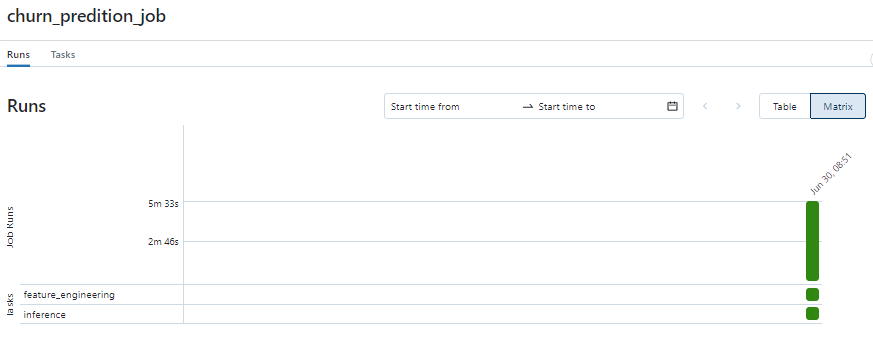 churn_predition_job
Runs Tasks
Runs
Start time from Start time to
Table Matrix
Jun 30, 08:51
Job Runs
5m 33s
2m 46s
Tasks
feature_engineering
inference